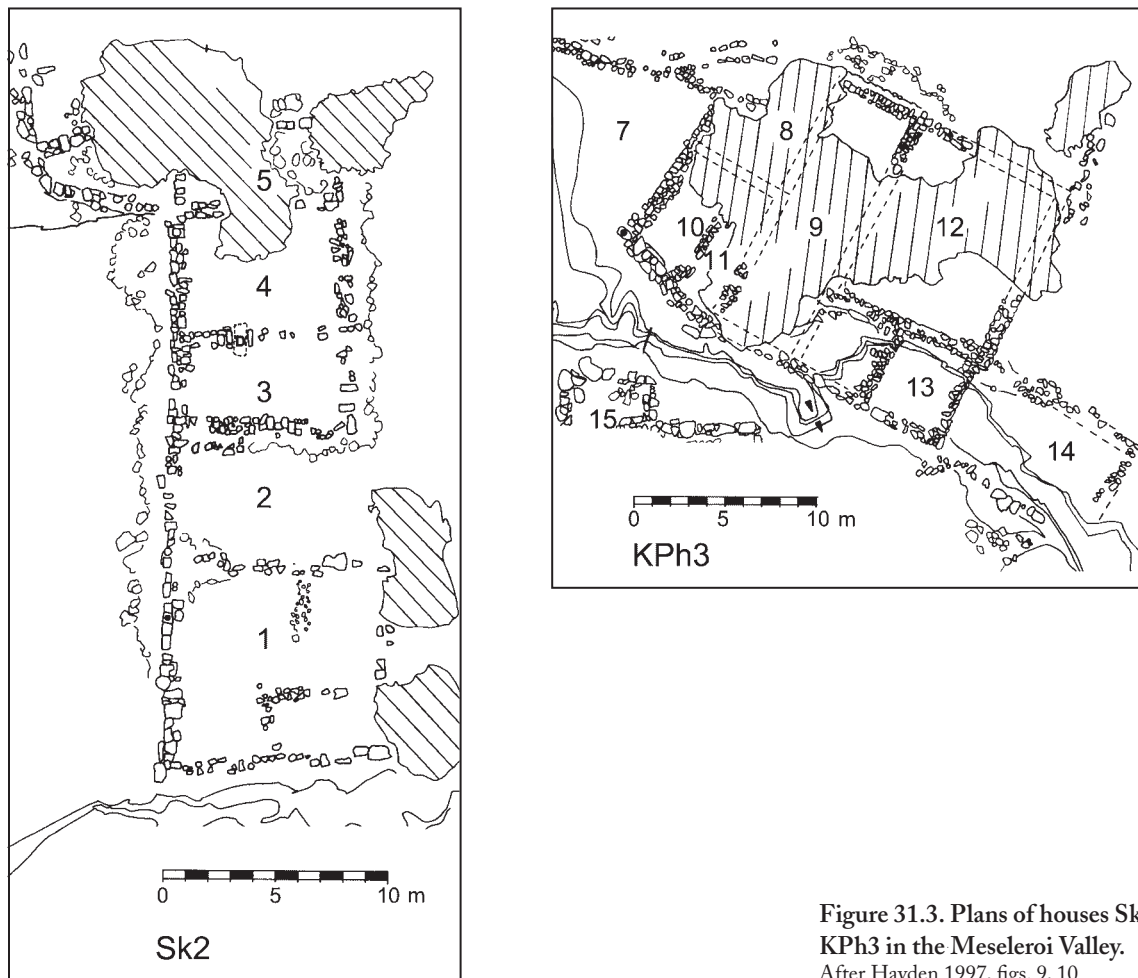 5
4
3
2
1
0 5 10 m
Sk2
7
8
9
10
11
12
13
14
15
0 5 10 m
KPh3
Figure 31.3. Plans of houses Sk
KPh3 in the Meseleroi Valley.
After Hayden 1997, figs. 9, 10